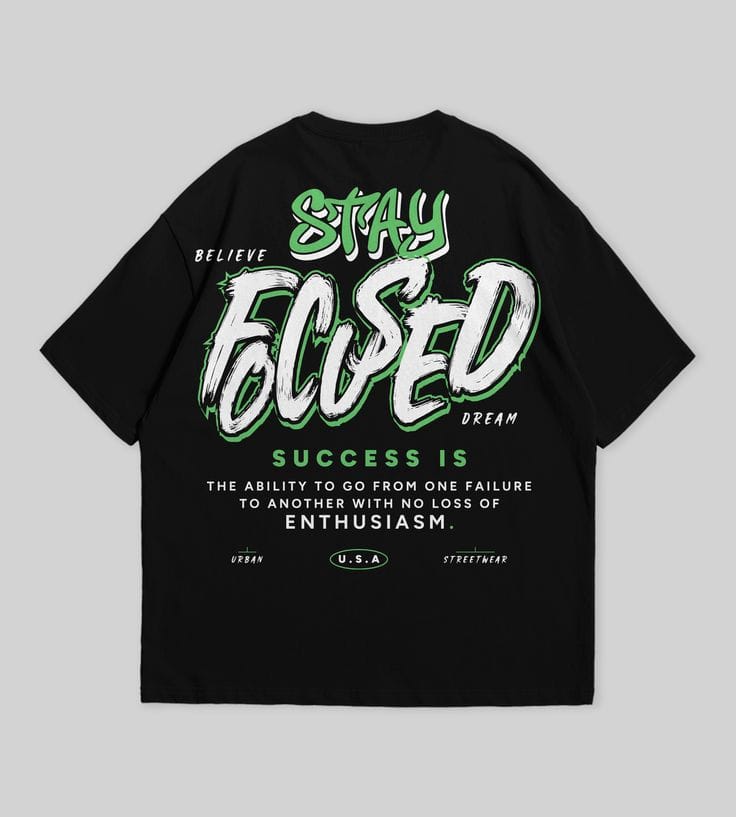 STAY
BELIEVE
FOCUSED
DREAM
SUCCESS IS
THE ABILITY TO GO FROM ONE FAILURE
TO ANOTHER WITH NO LOSS OF
ENTHUSIASM.
URBAN
U.S.A
STREETWEAR